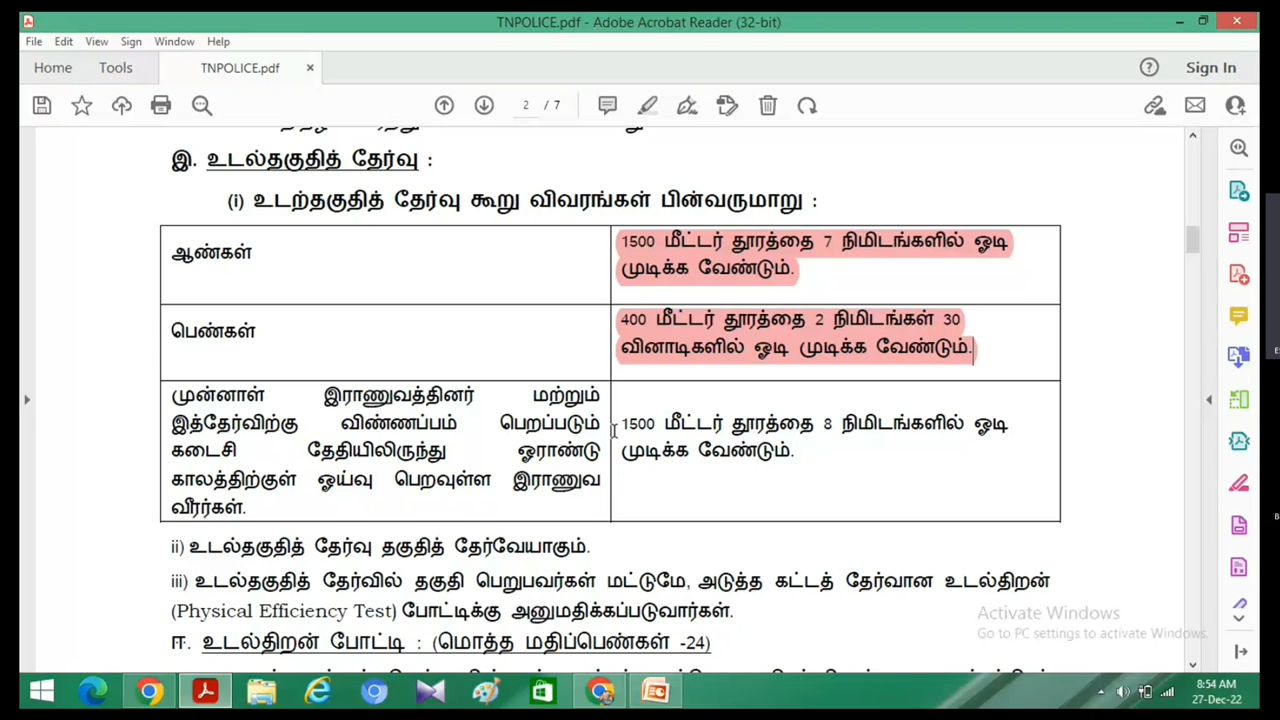 TNPOLICE.pdf - Adobe Acrobat Reader (32-bit)
File Edit View Sign Window Help
Home Tools TNPOLICE.pdf × Sign In
2 / 7
இ. உடல்தகுதித் தேர்வு :
(i) உடற்தகுதித் தேர்வு கூறு விவரங்கள் பின்வருமாறு :
ஆண்கள்
1500 மீட்டர் தூரத்தை 7 நிமிடங்களில் ஓடி
முடிக்க வேண்டும்.
பெண்கள்
400 மீட்டர் தூரத்தை 2 நிமிடங்கள் 30
வினாடிகளில் ஓடி முடிக்க வேண்டும்.
முன்னாள் இராணுவத்தினர் மற்றும்
இத்தேர்விற்கு விண்ணப்பம் பெறப்படும்
கடைசி தேதியிலிருந்து ஓராண்டு
காலத்திற்குள் ஓய்வு பெறவுள்ள இராணுவ
வீரர்கள்.
1500 மீட்டர் தூரத்தை 8 நிமிடங்களில் ஓடி
முடிக்க வேண்டும்.
ii) உடல்தகுதித் தேர்வு தகுதித் தேர்வேயாகும்.
iii) உடல்தகுதித் தேர்வில் தகுதி பெறுபவர்கள் மட்டுமே, அடுத்த கட்டத் தேர்வான உடல்திறன்
(Physical Efficiency Test) போட்டிக்கு அனுமதிக்கப்படுவார்கள்.
ஈ. உடல்திறன் போட்டி : (மொத்த மதிப்பெண்கள் -24)
Activate Windows
Go to PC settings to activate Windows.
8:54 AM
27-Dec-22